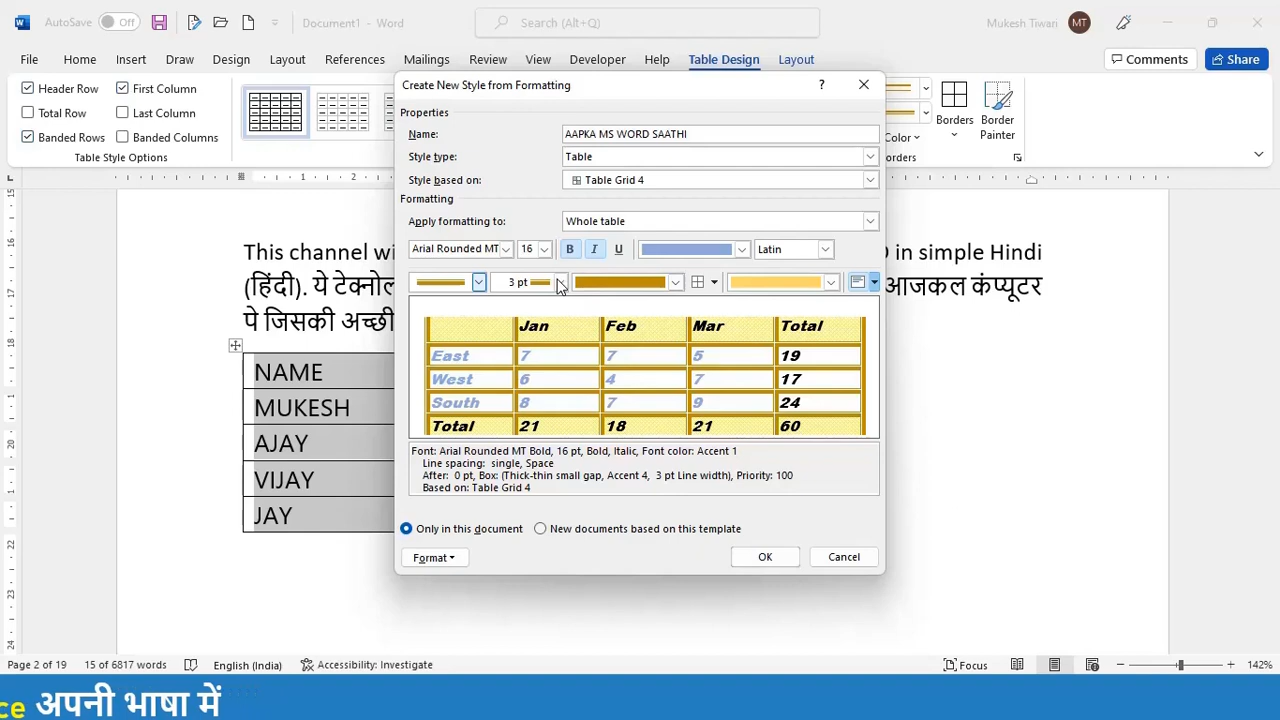 AutoSave Off Document1 - Word Search (Alt+Q) Mukesh Tiwari MT
File Home Insert Draw Design Layout References Mailings Review View Developer Help Table Design Layout Comments Share
Header Row First Column
Total Row Last Column
Banded Rows Banded Columns
Table Style Options
Color
Borders
Border Painter
orders
Create New Style from Formatting ?
Properties
Name: AAPKA MS WORD SAATHI
Style type: Table
Style based on: Table Grid 4
Formatting
Apply formatting to: Whole table
Arial Rounded MT 16 B I U Latin
3 pt
Jan Feb Mar Total
East 7 7 5 19
West 6 4 7 17
South 8 7 9 24
Total 21 18 21 60
Font: Arial Rounded MT Bold, 16 pt, Bold, Italic, Font color: Accent 1
Line spacing: single, Space
After: 0 pt, Box: (Thick-thin small gap, Accent 4, 3 pt Line width), Priority: 100
Based on: Table Grid 4
Only in this document New documents based on this template
Format OK Cancel
This channel wi D in simple Hindi
(हिंदी). ये टेक्नोल आजकल कंप्यूटर
पे जिसकी अच्छी
NAME
MUKESH
AJAY
VIJAY
JAY
Page 2 of 19 15 of 6817 words English (India) Accessibility: Investigate Focus 142%
ce अपनी भाषा में